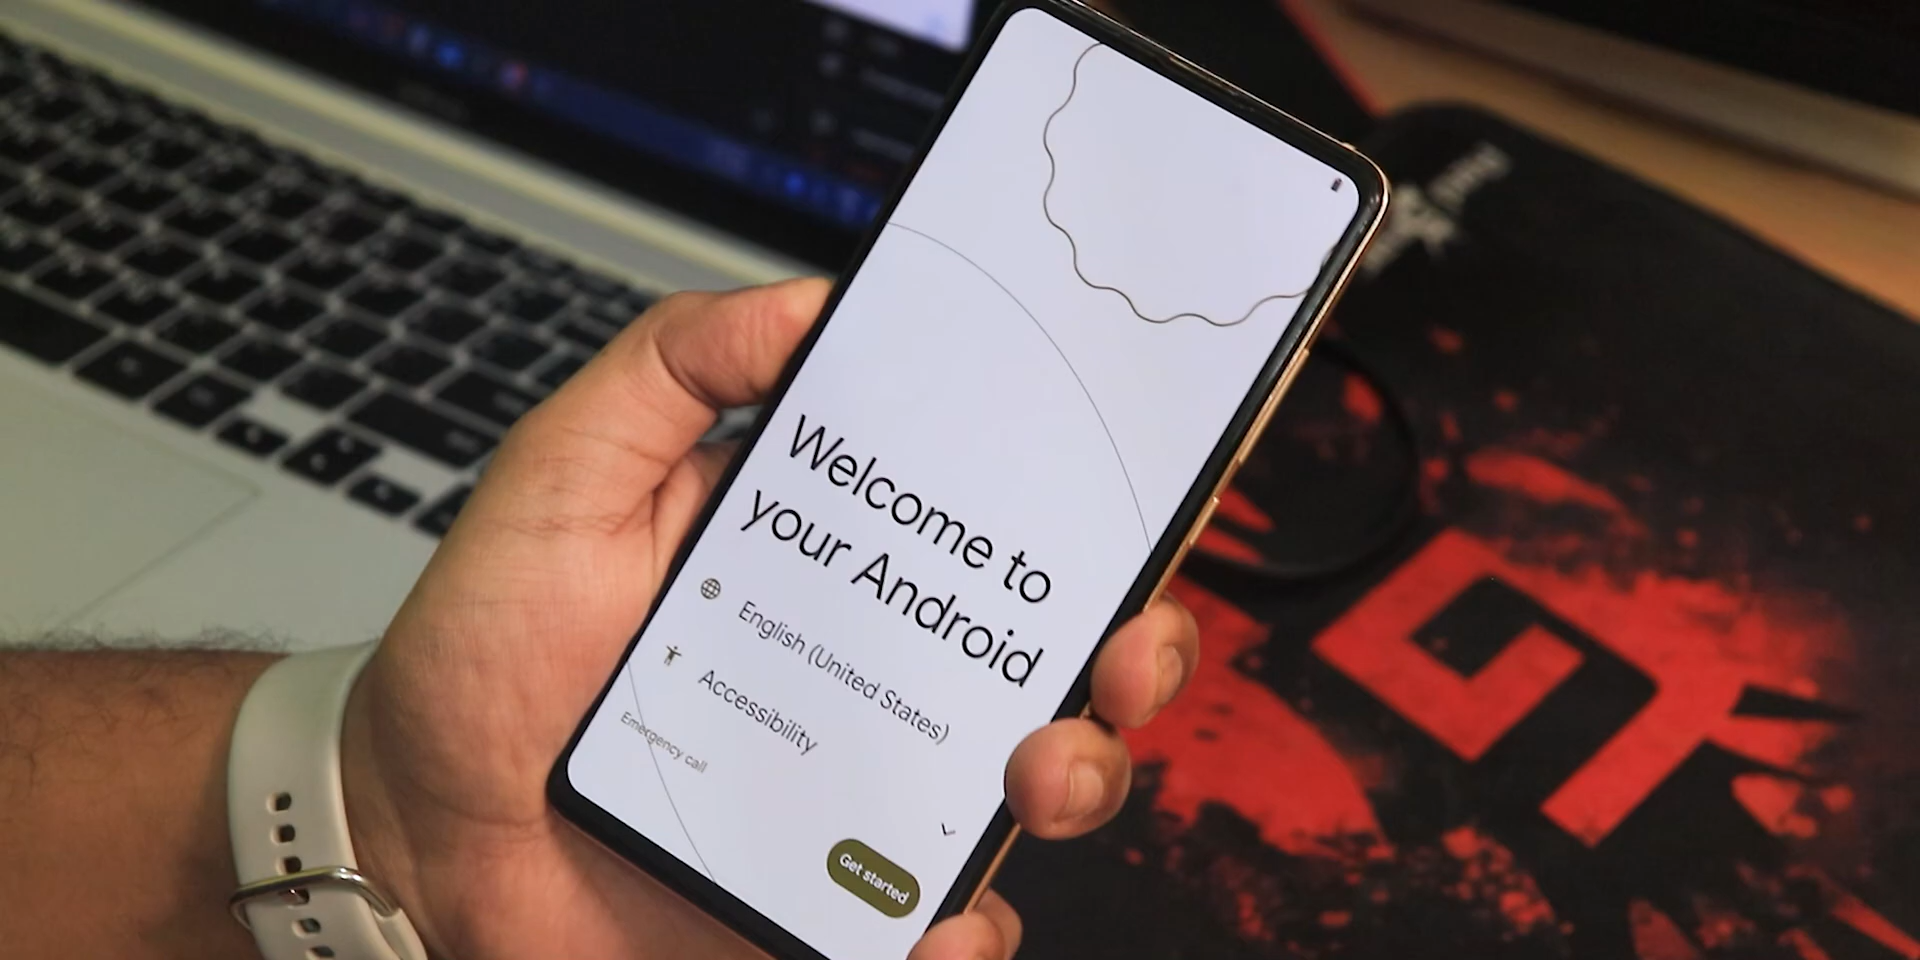 Welcome to
your Android
English (United States)
Accessibility
Emergency call
Get started